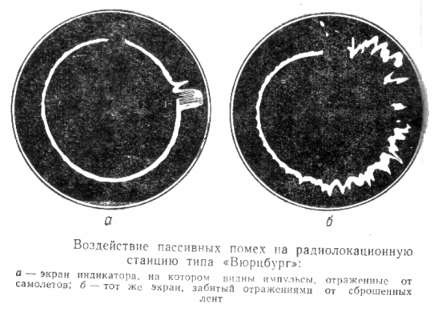 а
б
Воздействие пассивных помех на радиолокационную
станцию типа «Вюрцбург»:
а — экран индикатора, на котором видны импульсы, отраженные от
самолетов; б — тот же экран, забитый отражениями от сброшенных
лент